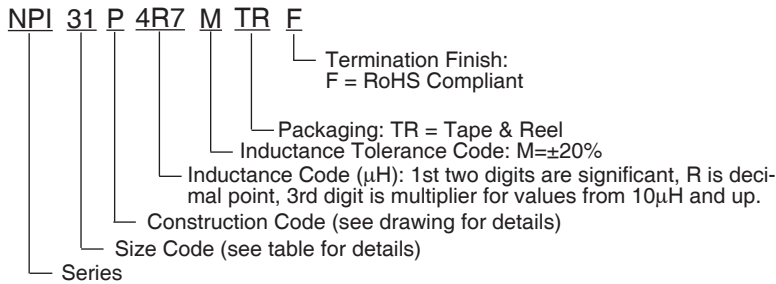 NPI 31 P 4R7 M TR F
Termination Finish:
F = RoHS Compliant
Packaging: TR = Tape & Reel
Inductance Tolerance Code: M=±20%
Inductance Code (μH): 1st two digits are significant, R is deci-
mal point, 3rd digit is multiplier for values from 10μH and up.
Construction Code (see drawing for details)
Size Code (see table for details)
Series